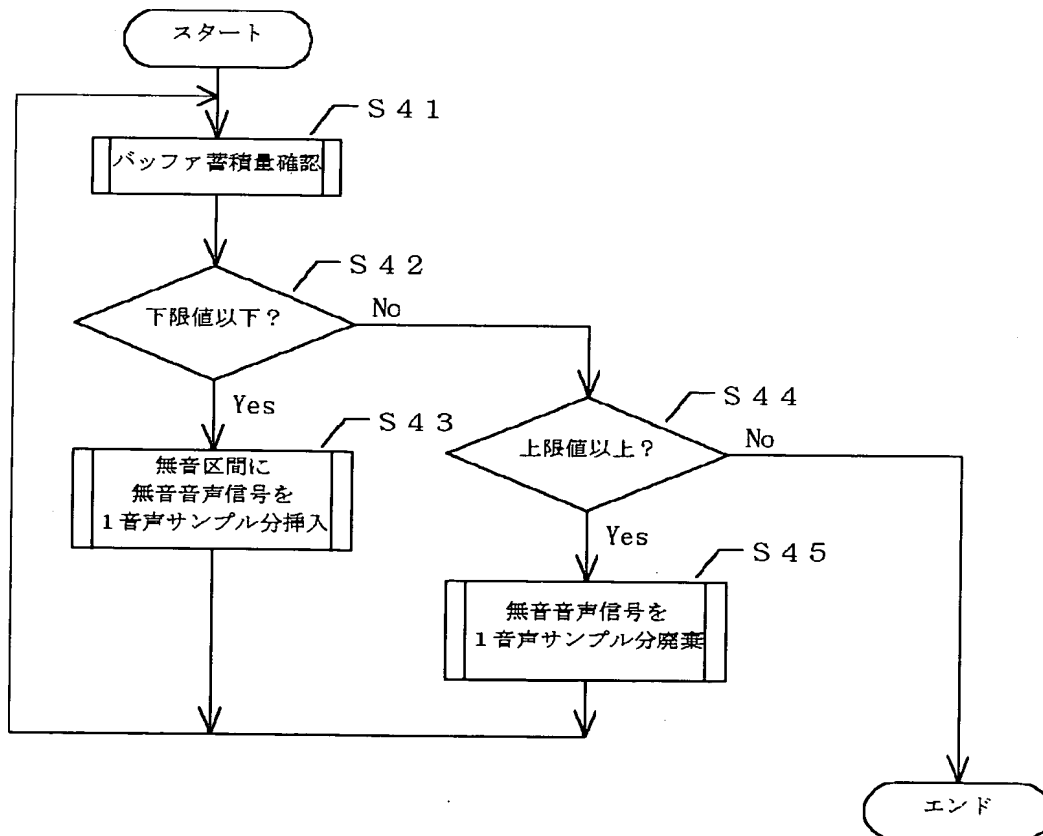 スタート
S41
バッファ蓄積量確認
S42
下限値以下?
No
Yes
S43
無音区間に
無音音声信号を
1音声サンプル分挿入
S44
上限値以上?
No
Yes
S45
無音音声信号を
1音声サンプル分廃棄
エンド